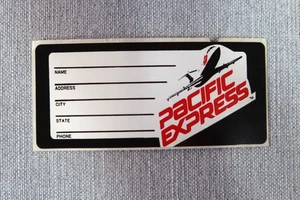 NAME
ADDRESS
CITY
STATE
PHONE
PACIFIC
EXPRESS